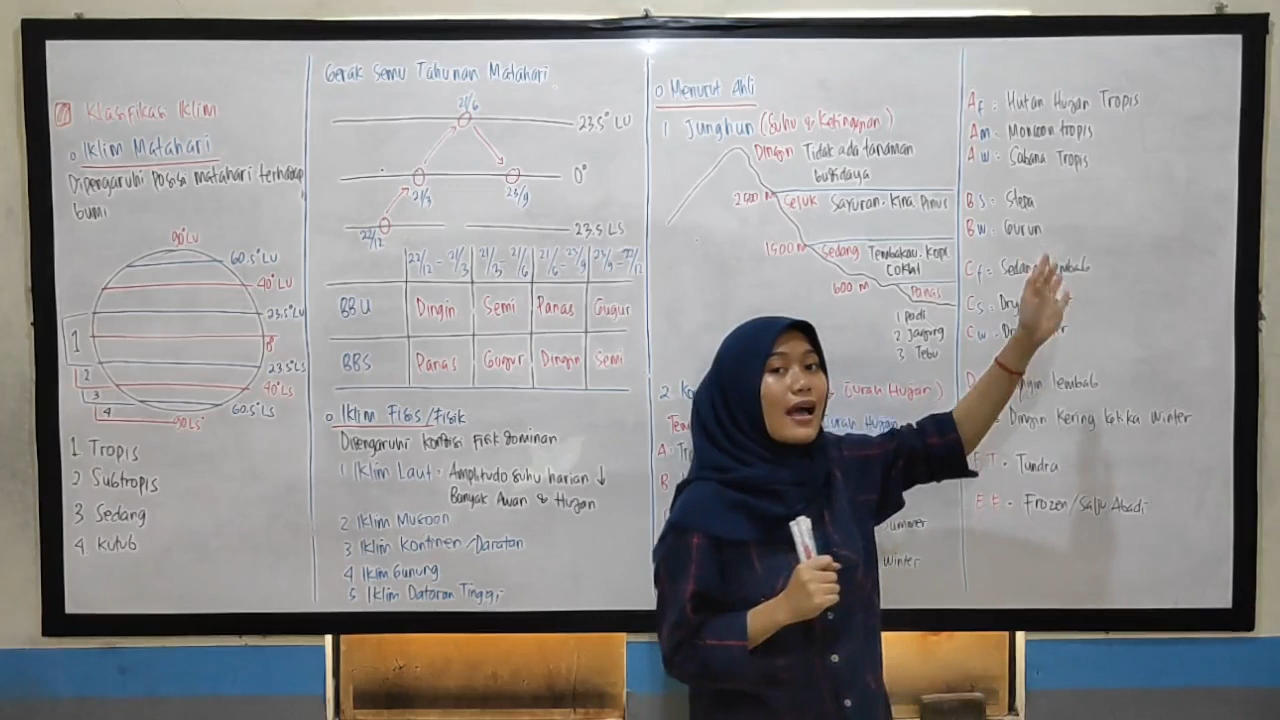 Klasifikasi Iklim
o Iklim Matahari
Dipengaruhi Posisi matahari terhadap
bumi
90° LU
60.5° LU
40° LU
23.5° LU
0°
23.5° LS
40° LS
60.5° LS
90 LS
1
2
3
4
1 Tropis
2 Subtropis
3 Sedang
4. Kutub
Gerak Semu Tahunan Matahari
21/6
23.5° LU
0°
21/3
23/9
22/12
23.5 LS
22/12 - 21/3 21/3 - 21/6 21/6 - 23/9 23/9 - 22/12
BBU Dingin Semi Panas Gugur
BBS Panas Gugur Dingin Semi
o Iklim Fisis/Fisik
Dipengaruhi kondisi fisik dominan
1 Iklim Laut = Amplitudo suhu harian ↓
Banyak Awan & Hujan
2 Iklim Muson
3 Iklim Kontinen/Daratan
4 Iklim Gunung
5 Iklim Dataran Tinggi
o Menurut Ahli
1 Junghun (Suhu & Ketinggian)
Dingin Tidak ada tanaman
budidaya
2500 M Sejuk Sayuran. Kina. Pinus
1500 M Sedang Tembakau. Kopi
Coklat
600 M Panas
1 Padi
2 Jagung
3 Tebu
2
(Curah Hujan)
Curah Hujan
A:
B
Summer
Winter
Af = Hutan Hujan Tropis
Am = Monsoon tropis
Aw = Sabana Tropis
BS = Stepa
BW = Gurun
Cf = Sedang lembab
Cs = Dry
Cw = 
lembab
Dingin Kering ketika Winter
ET = Tundra
EF = Frozen/Salju Abadi